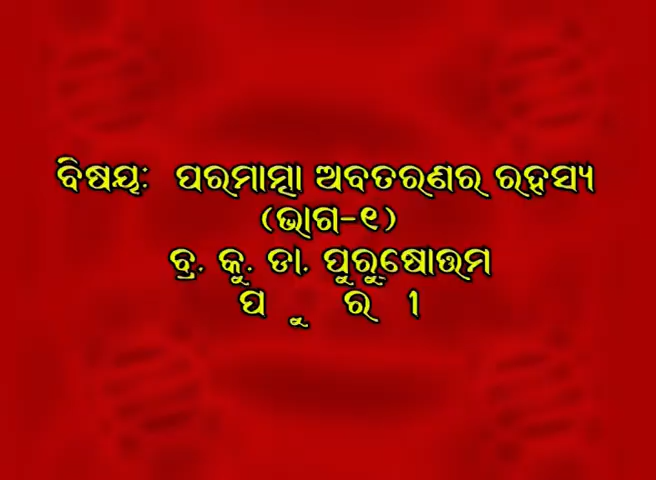 ବିଷୟ: ପରମାତ୍ମା ଅବତରଣର ରହସ୍ୟ
(ଭାଗ-୧)
ବ୍ର. କୁ. ଡା. ପୁରୁଷୋତ୍ତମ
ପୁରୀ